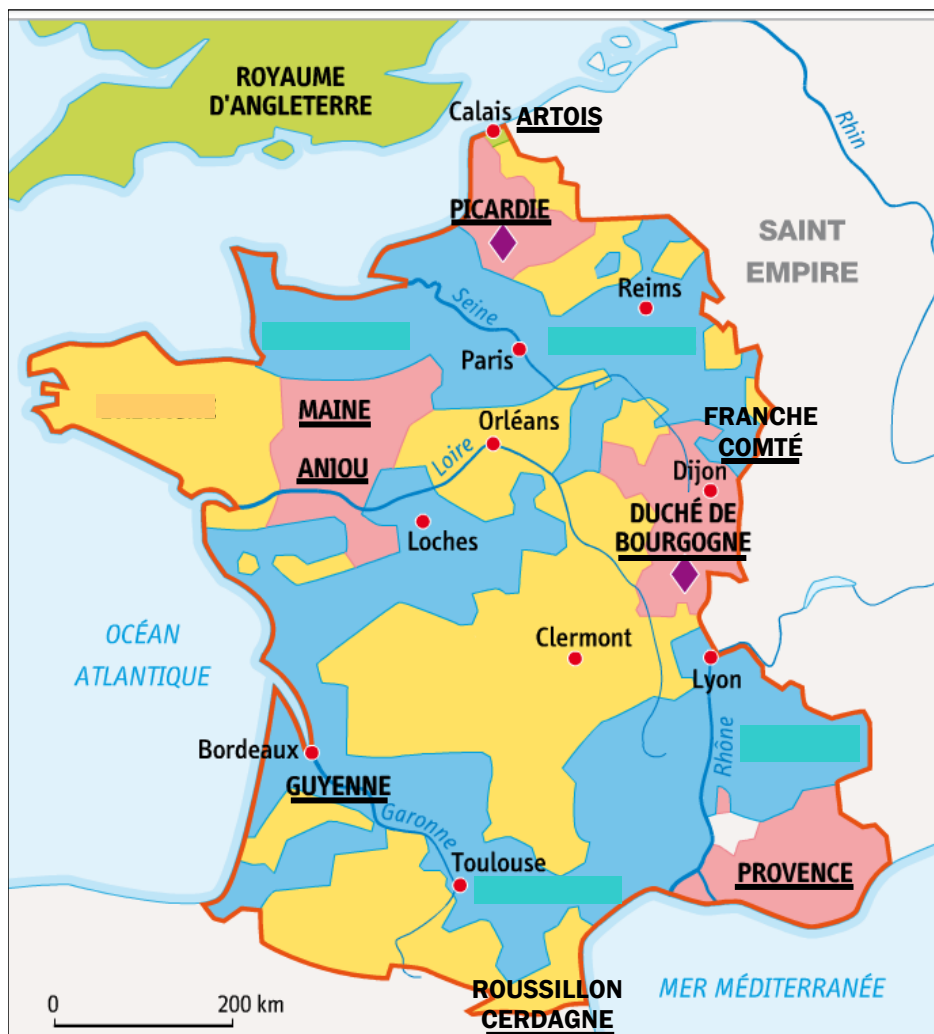 ROYAUME
D'ANGLETERRE
Calais
ARTOIS
Rhin
PICARDIE
SAINT
EMPIRE
Seine
Reims
Paris
MAINE
Orléans
FRANCHE
COMTÉ
ANJOU
Loire
Dijon
Loches
DUCHÉ DE
BOURGOGNE
OCÉAN
ATLANTIQUE
Clermont
Lyon
Bordeaux
Rhône
GUYENNE
Garonne
Toulouse
PROVENCE
ROUSSILLON
CERDAGNE
MER MÉDITERRANÉE
0 200 km